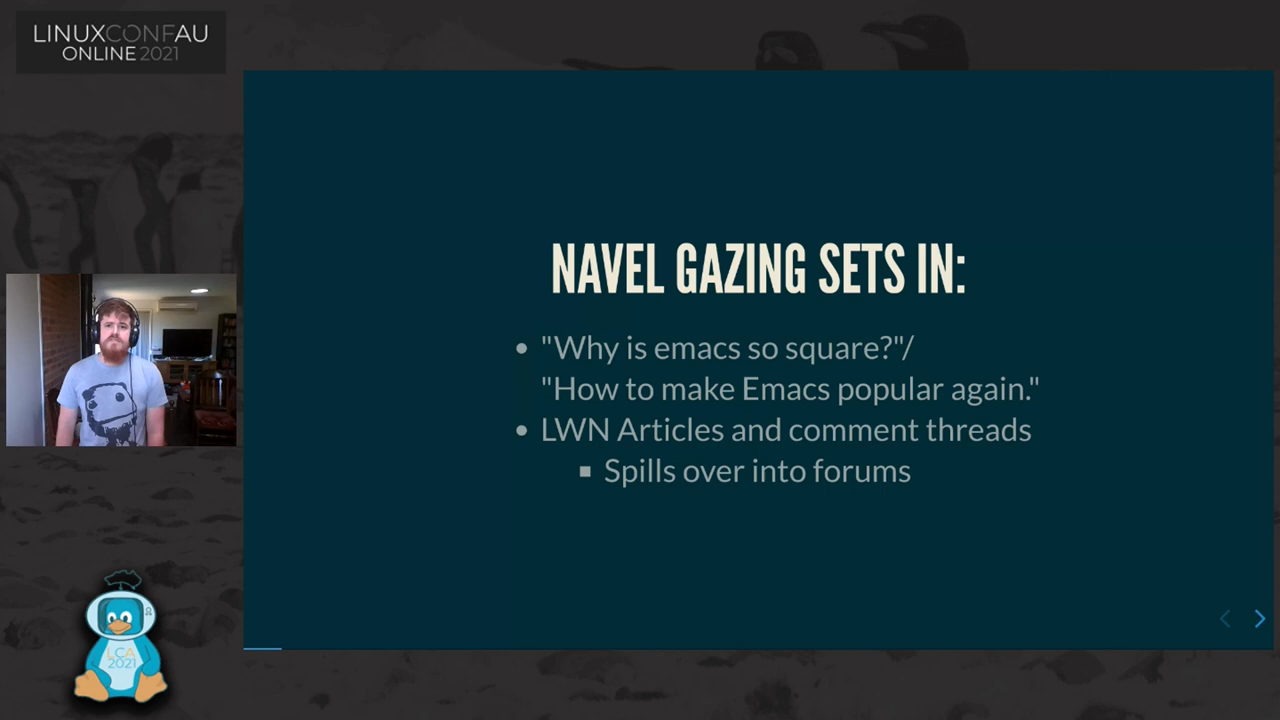 LINUXCONFAU
ONLINE 2021
NAVEL GAZING SETS IN:
• "Why is emacs so square?"/
"How to make Emacs popular again."
• LWN Articles and comment threads
▪ Spills over into forums
LCA
2021